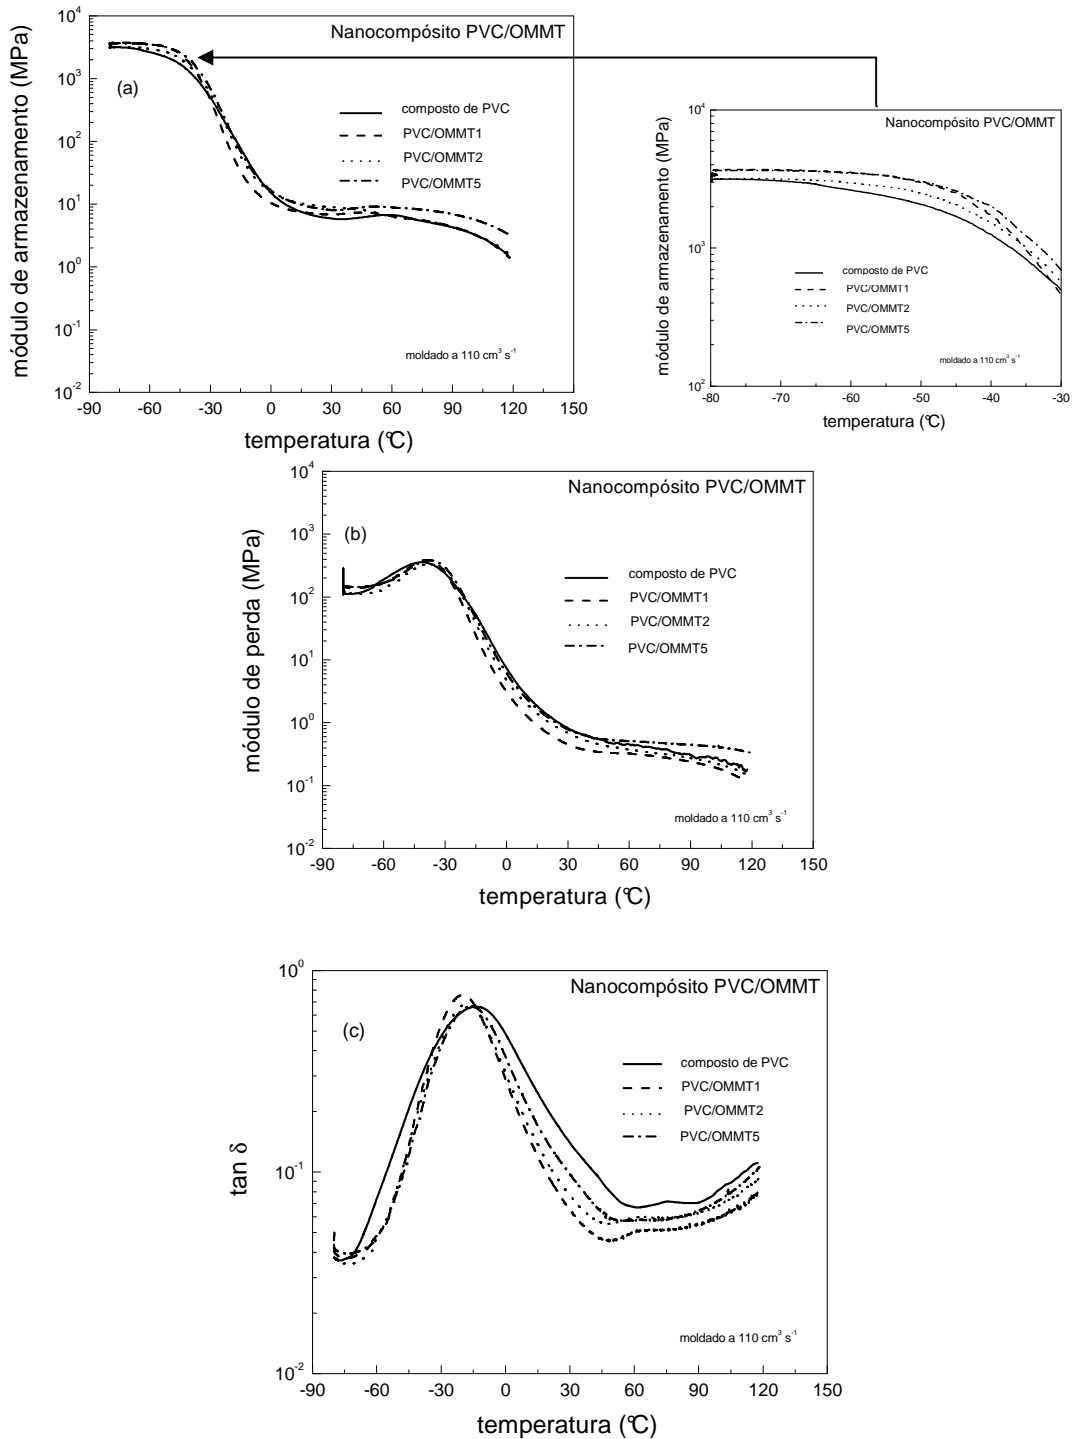 Nanocompósito PVC/OMMT
(a)
composto de PVC
PVC/OMMT1
PVC/OMMT2
PVC/OMMT5
moldado a 110 cm³ s⁻¹
módulo de armazenamento (MPa)
10⁴
10³
10²
10¹
10⁰
10⁻¹
10⁻²
-90 -60 -30 0 30 60 90 120 150
temperatura (°C)
Nanocompósito PVC/OMMT
composto de PVC
PVC/OMMT1
PVC/OMMT2
PVC/OMMT5
moldado a 110 cm³ s⁻¹
módulo de armazenamento (MPa)
10⁴
10³
10²
-80 -70 -60 -50 -40 -30
temperatura (°C)
Nanocompósito PVC/OMMT
(b)
composto de PVC
PVC/OMMT1
PVC/OMMT2
PVC/OMMT5
moldado a 110 cm³ s⁻¹
módulo de perda (MPa)
10⁴
10³
10²
10¹
10⁰
10⁻¹
10⁻²
-90 -60 -30 0 30 60 90 120 150
temperatura (°C)
Nanocompósito PVC/OMMT
(c)
composto de PVC
PVC/OMMT1
PVC/OMMT2
PVC/OMMT5
moldado a 110 cm³ s⁻¹
tan δ
10⁰
10⁻¹
10⁻²
-90 -60 -30 0 30 60 90 120 150
temperatura (°C)